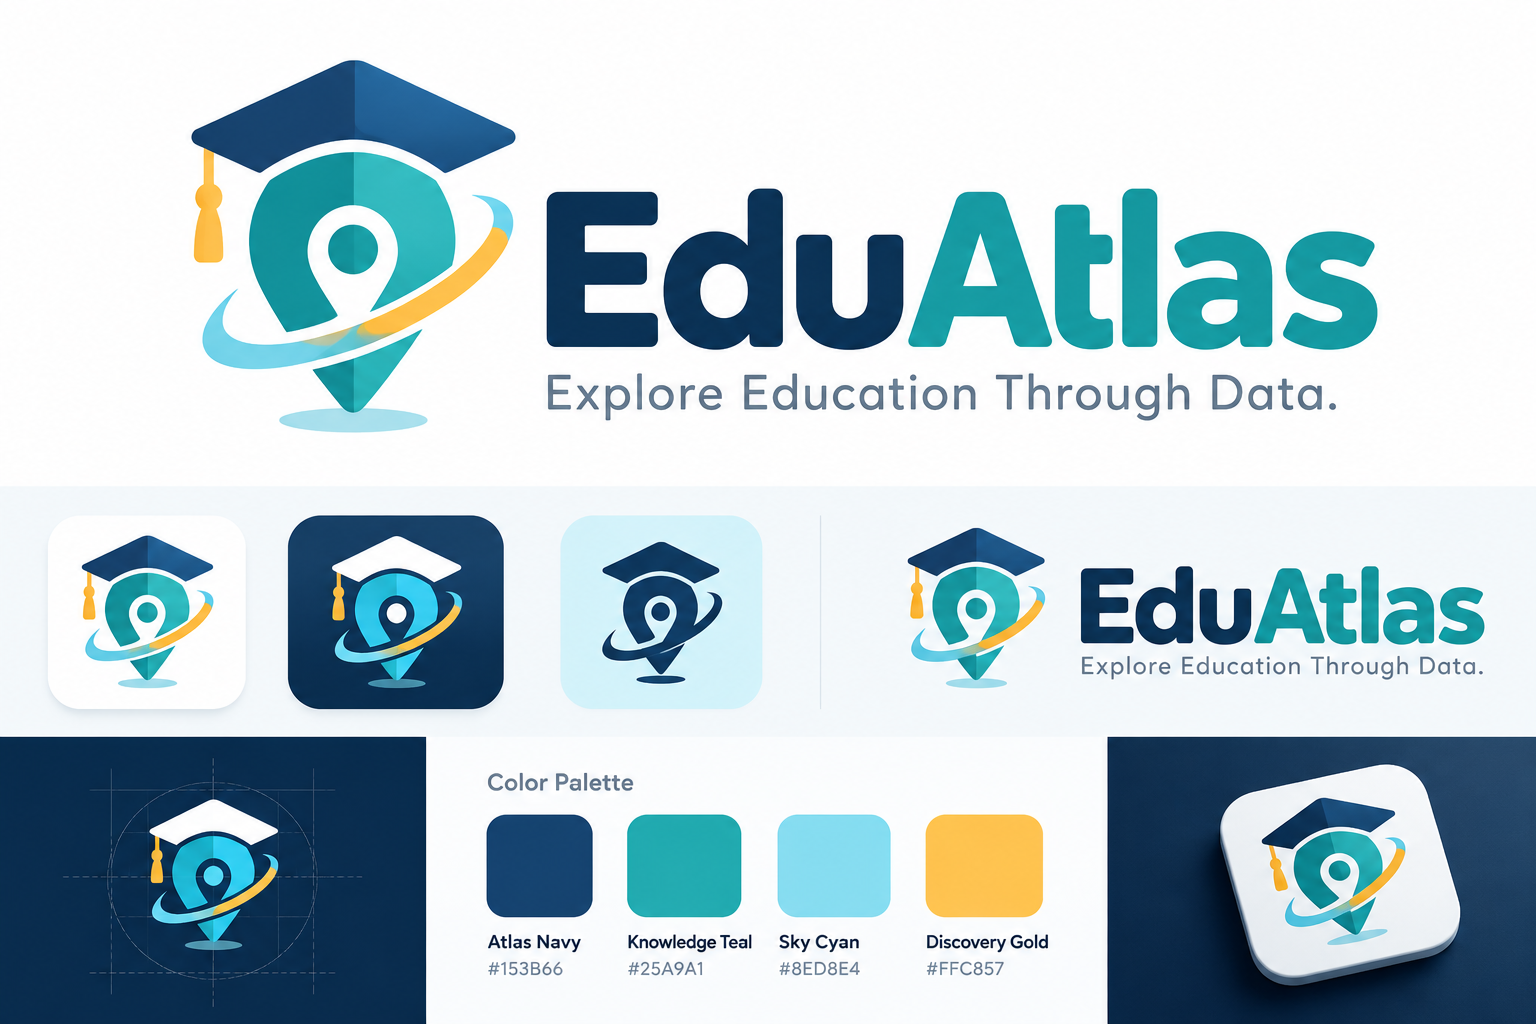 EduAtlas
Explore Education Through Data.
EduAtlas
Explore Education Through Data.
Color Palette
Atlas Navy
#153B66
Knowledge Teal
#25A9A1
Sky Cyan
#8ED8E4
Discovery Gold
#FFC857